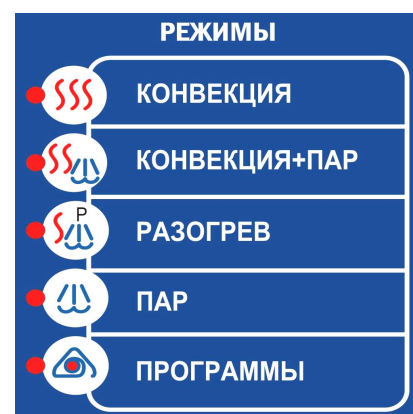 РЕЖИМЫ
КОНВЕКЦИЯ
КОНВЕКЦИЯ+ПАР
P
РАЗОГРЕВ
ПАР
ПРОГРАММЫ